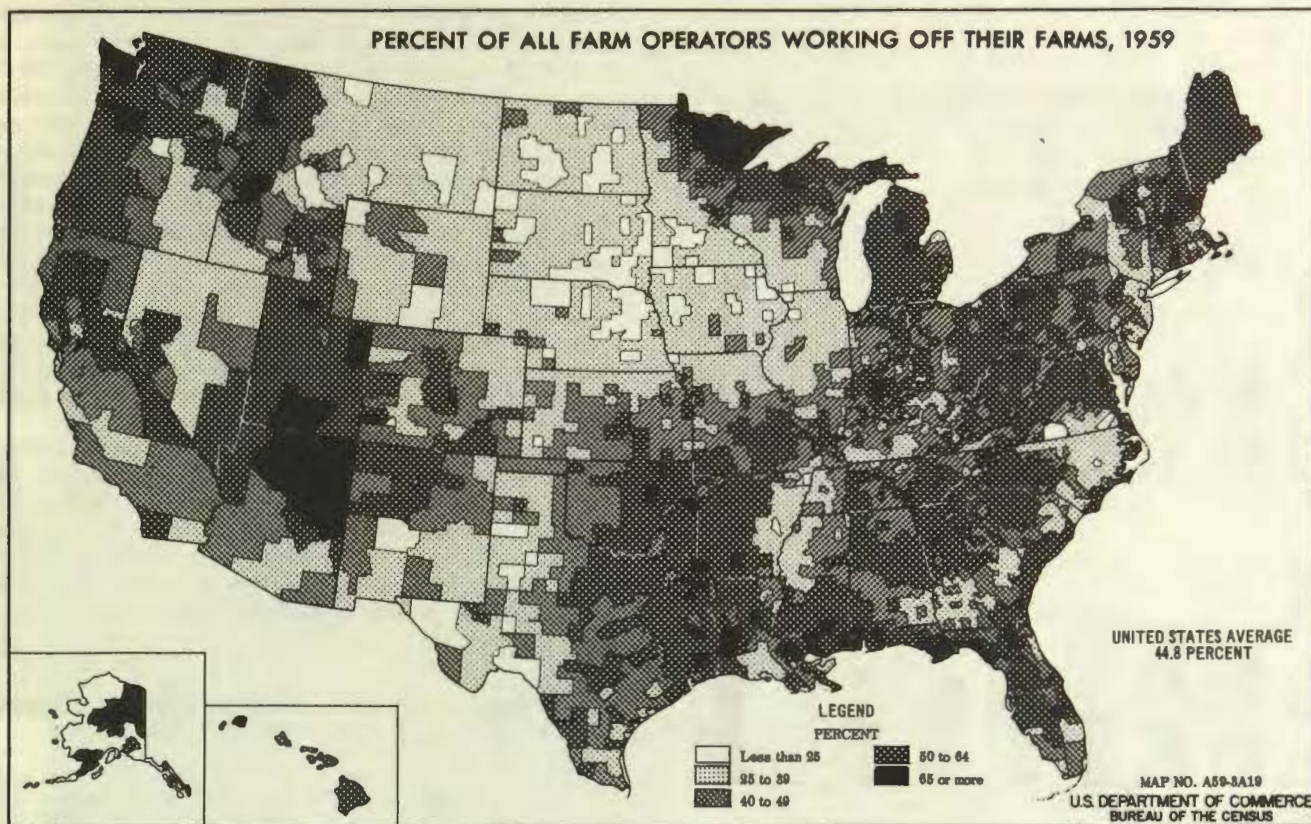 PERCENT OF ALL FARM OPERATORS WORKING OFF THEIR FARMS, 1959
UNITED STATES AVERAGE
44.8 PERCENT
LEGEND
PERCENT
Less than 25
25 to 39
40 to 49
50 to 64
65 or more
MAP NO. A59-3A19
U.S. DEPARTMENT OF COMMERCE
BUREAU OF THE CENSUS